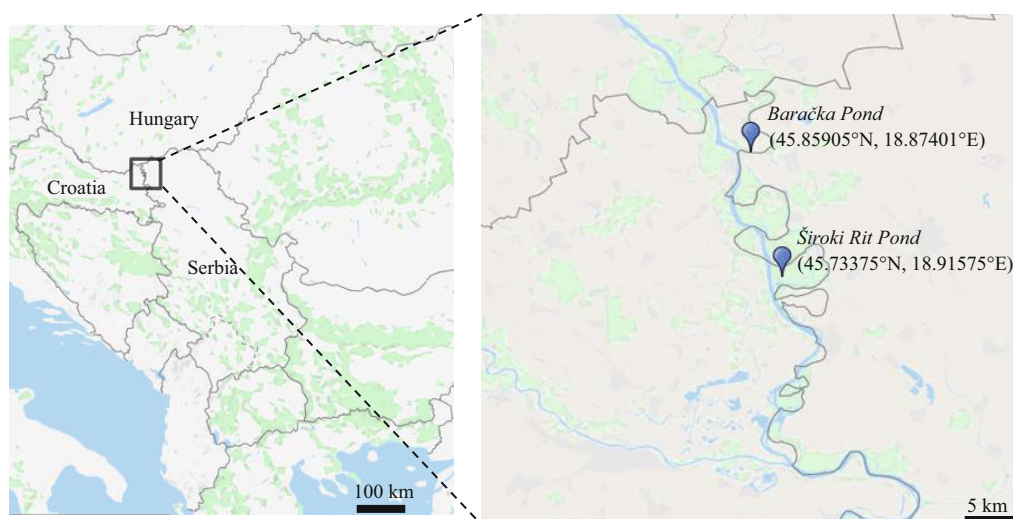 Hungary
Croatia
Serbia
100 km
Baračka Pond
(45.85905°N, 18.87401°E)
Široki Rit Pond
(45.73375°N, 18.91575°E)
5 km